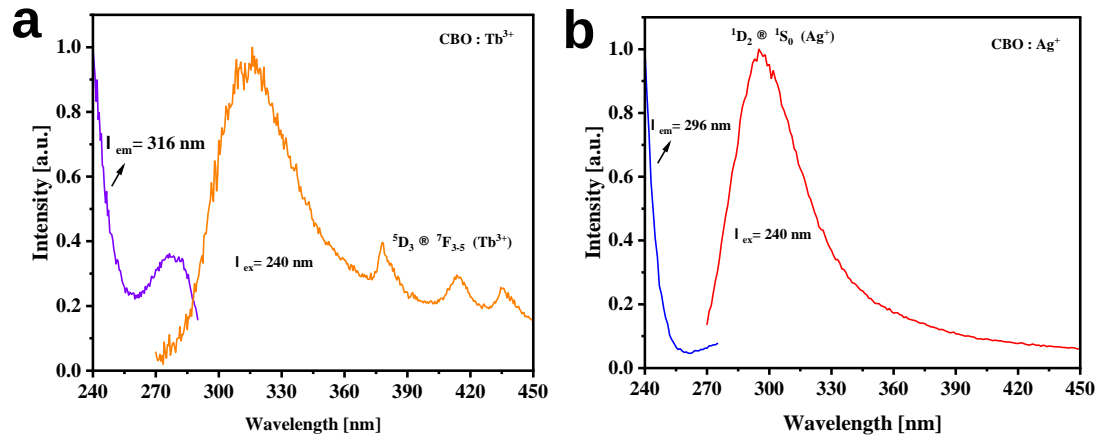 a
CBO : Tb³⁺
l em = 316 nm
l ex = 240 nm
⁵D₃ ® ⁷F₃₋₅ (Tb³⁺)
Intensity [a.u.]
1.0
0.8
0.6
0.4
0.2
0.0
240 270 300 330 360 390 420 450
Wavelength [nm]
b
¹D₂ ® ¹S₀ (Ag⁺)
CBO : Ag⁺
l em = 296 nm
l ex = 240 nm
Intensity [a.u.]
1.0
0.8
0.6
0.4
0.2
0.0
240 270 300 330 360 390 420 450
Wavelength [nm]